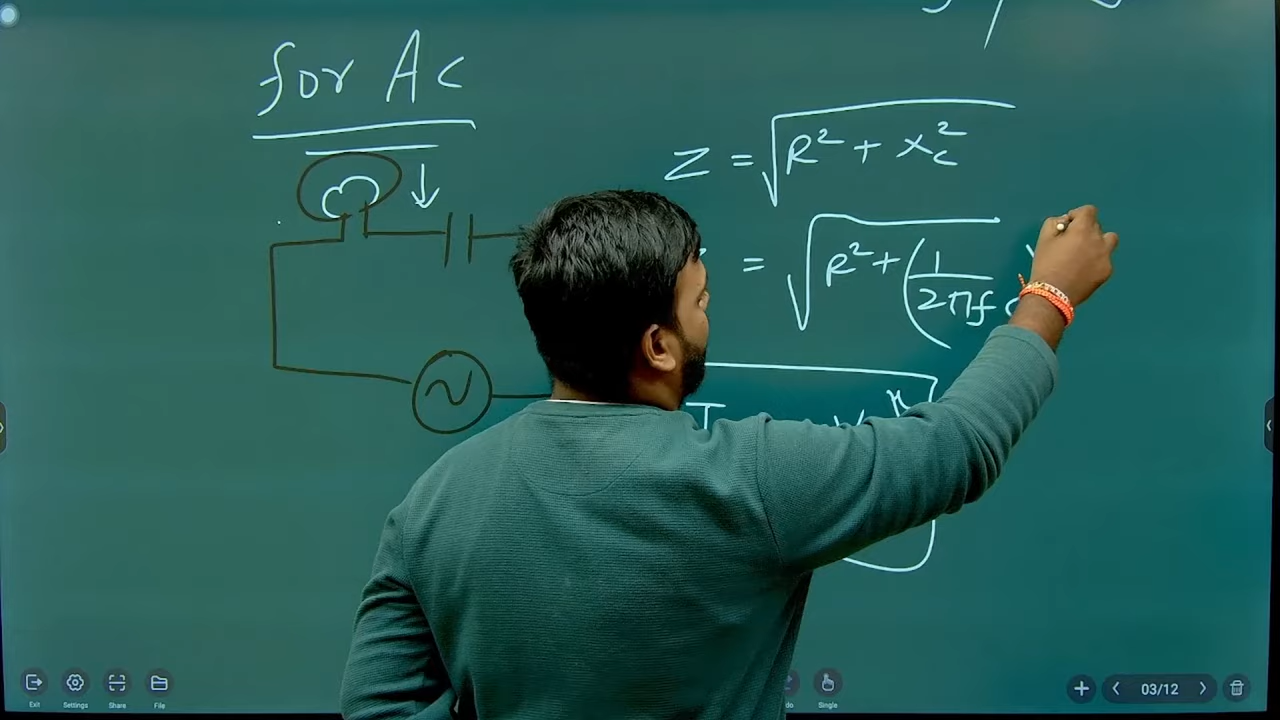 for Ac
Z = √R² + Xc²
= √R² + (1/2πf
I
Exit Settings Share File Single
03/12